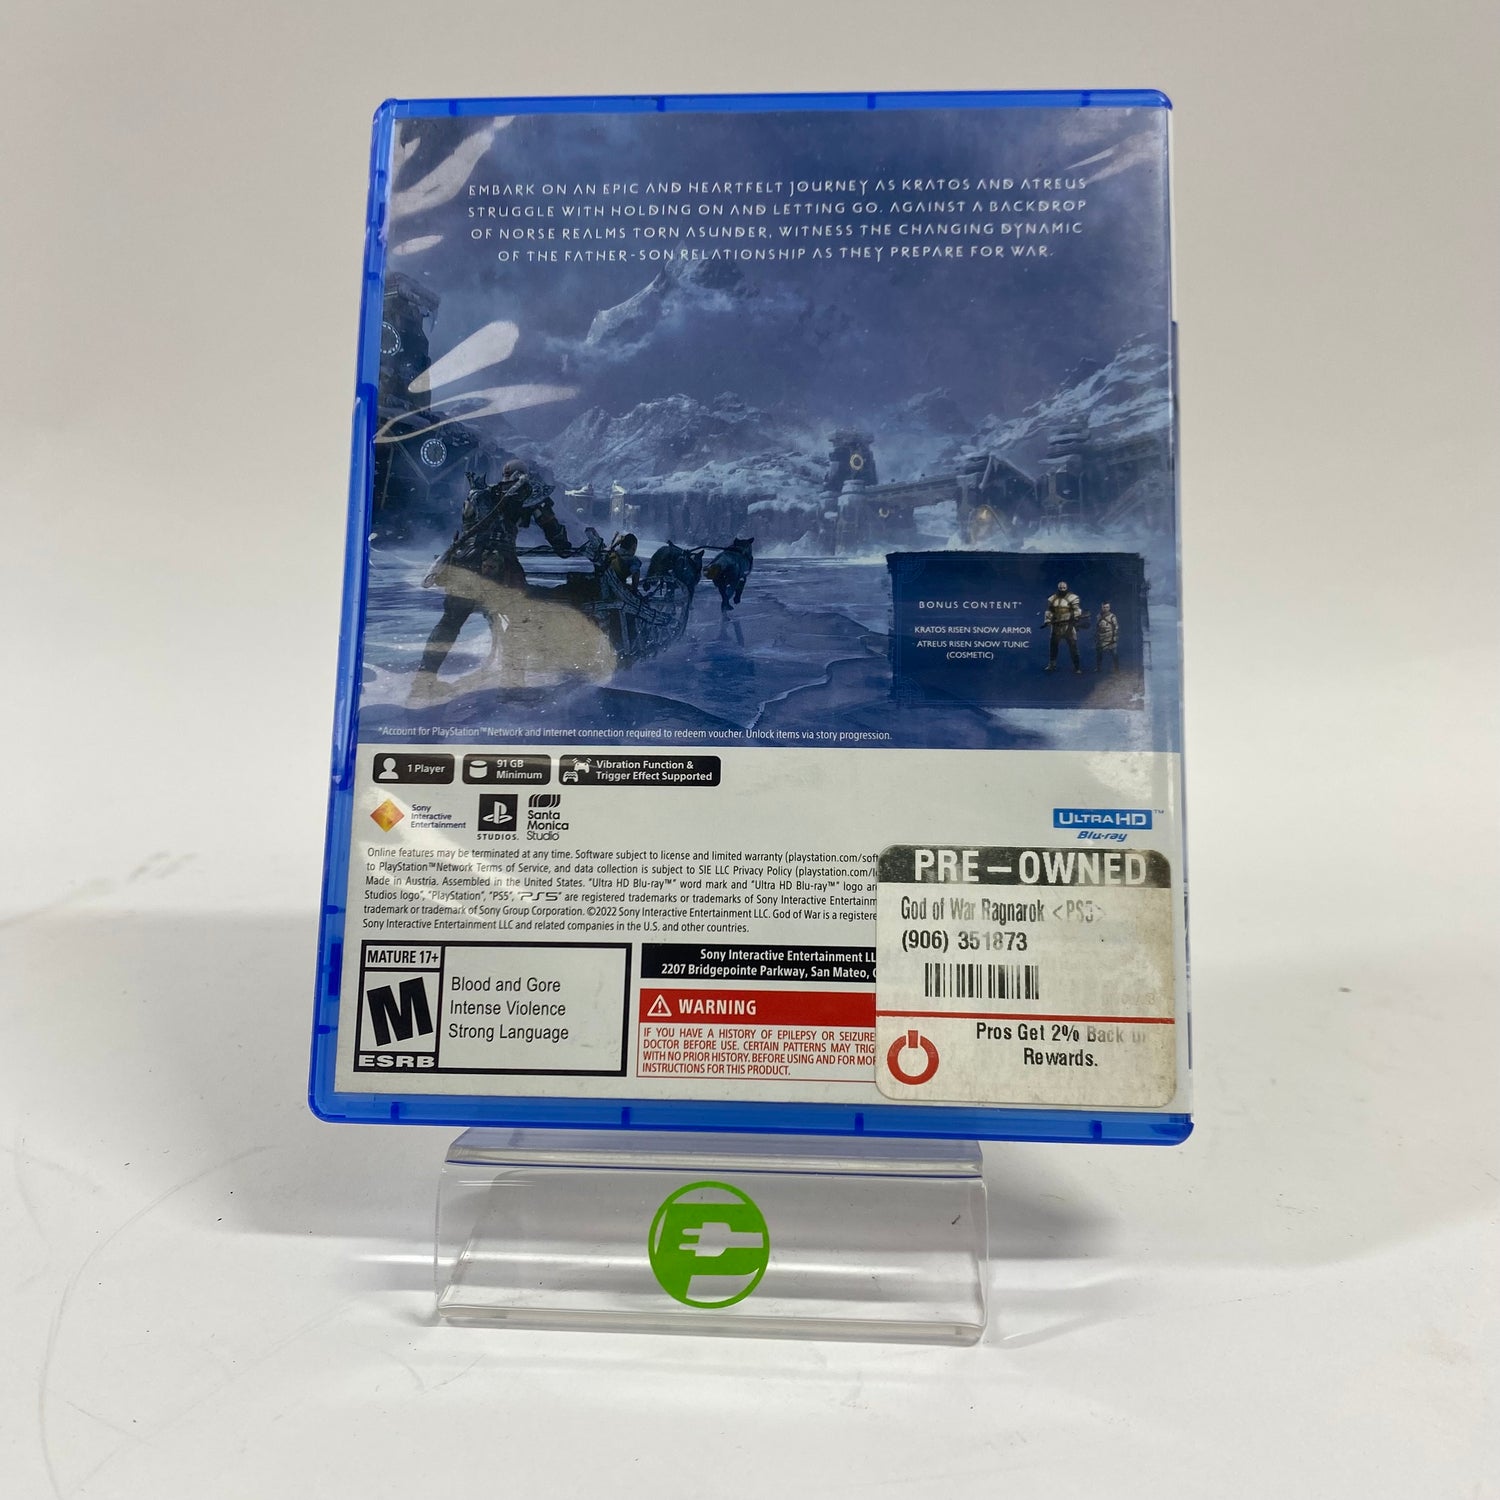 EMBARK ON AN EPIC AND HEARTFELT JOURNEY AS KRATOS AND ATREUS
STRUGGLE WITH HOLDING ON AND LETTING GO. AGAINST A BACKDROP
OF NORSE REALMS TORN ASUNDER, WITNESS THE CHANGING DYNAMIC
OF THE FATHER-SON RELATIONSHIP AS THEY PREPARE FOR WAR.
BONUS CONTENT*
KRATOS RISEN SNOW ARMOR
ATREUS RISEN SNOW TUNIC
(COSMETIC)
*Account for PlayStation™Network and internet connection required to redeem voucher. Unlock items via story progression.
1 Player
91 GB
Minimum
Vibration Function &
Trigger Effect Supported
Sony
Interactive
Entertainment
STUDIOS.
Santa
Monica
Studio
ULTRA HD™
Blu-ray
Online features may be terminated at any time. Software subject to license and limited warranty (playstation.com/soft
to PlayStation™Network Terms of Service, and data collection is subject to SIE LLC Privacy Policy (playstation.com/l
Made in Austria. Assembled in the United States. "Ultra HD Blu-ray™" word mark and "Ultra HD Blu-ray™" logo ar
Studios logo", "PlayStation", "PS5", "PS5" are registered trademarks or trademarks of Sony Interactive Entertainm
trademark or trademark of Sony Group Corporation. ©2022 Sony Interactive Entertainment LLC. God of War is a registere
Sony Interactive Entertainment LLC and related companies in the U.S. and other countries.
MATURE 17+
M
ESRB
Blood and Gore
Intense Violence
Strong Language
Sony Interactive Entertainment LL
2207 Bridgepointe Parkway, San Mateo,
WARNING
IF YOU HAVE A HISTORY OF EPILEPSY OR SEIZURE
DOCTOR BEFORE USE. CERTAIN PATTERNS MAY TRIG
WITH NO PRIOR HISTORY. BEFORE USING AND FOR MOR
INSTRUCTIONS FOR THIS PRODUCT.
PRE-OWNED
God of War Ragnarok <PS5>
(906) 351873
Pros Get 2% Back in
Rewards.